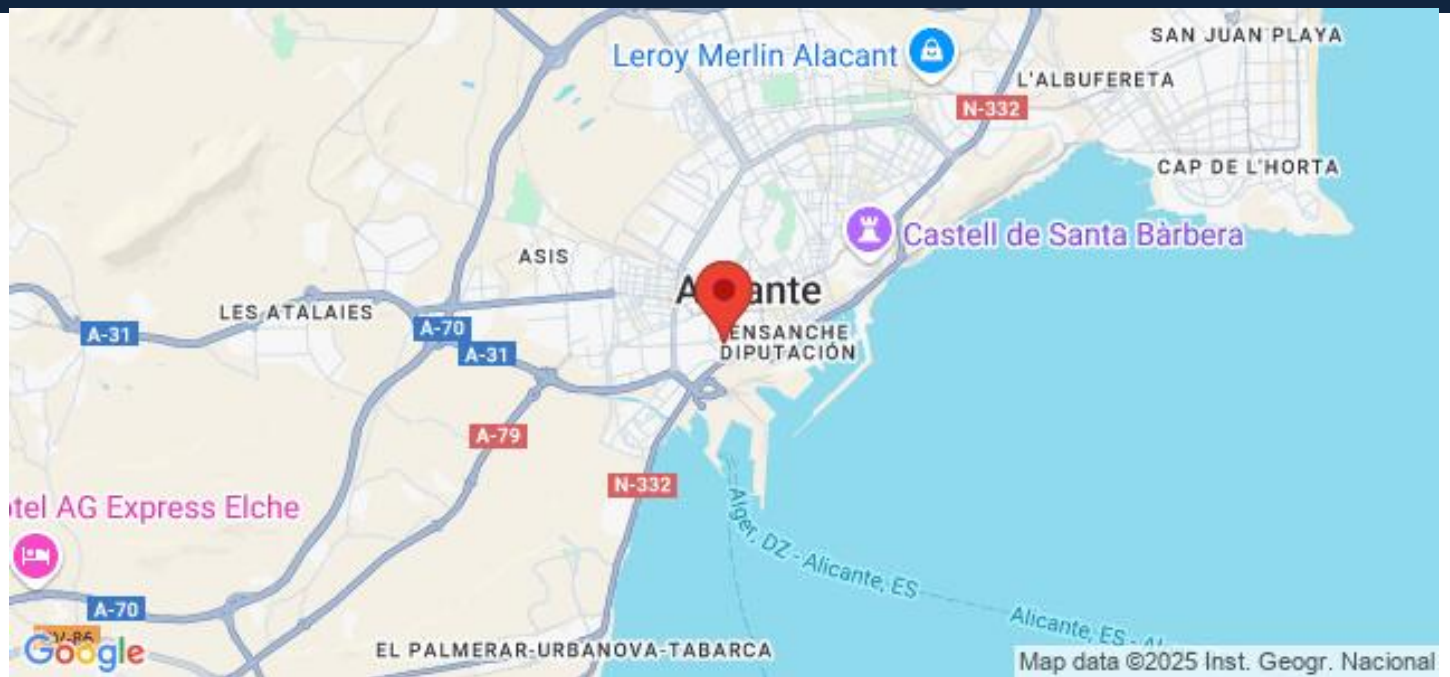 SAN JUAN PLAYA
Leroy Merlin Alacant
L'ALBUFERETA
N-332
CAP DE L'HORTA
Castell de Santa Bàrbera
ASIS
LES ATALAIES
A-31
A-70
A-31
ENSANCHE
DIPUTACIÓN
A-79
N-332
tel AG Express Elche
Alger, DZ - Alicante, ES
A-70
Alicante, ES -
Google
EL PALMERAR-URBANOVA-TABARCA
Map data ©2025 Inst. Geogr. Nacional